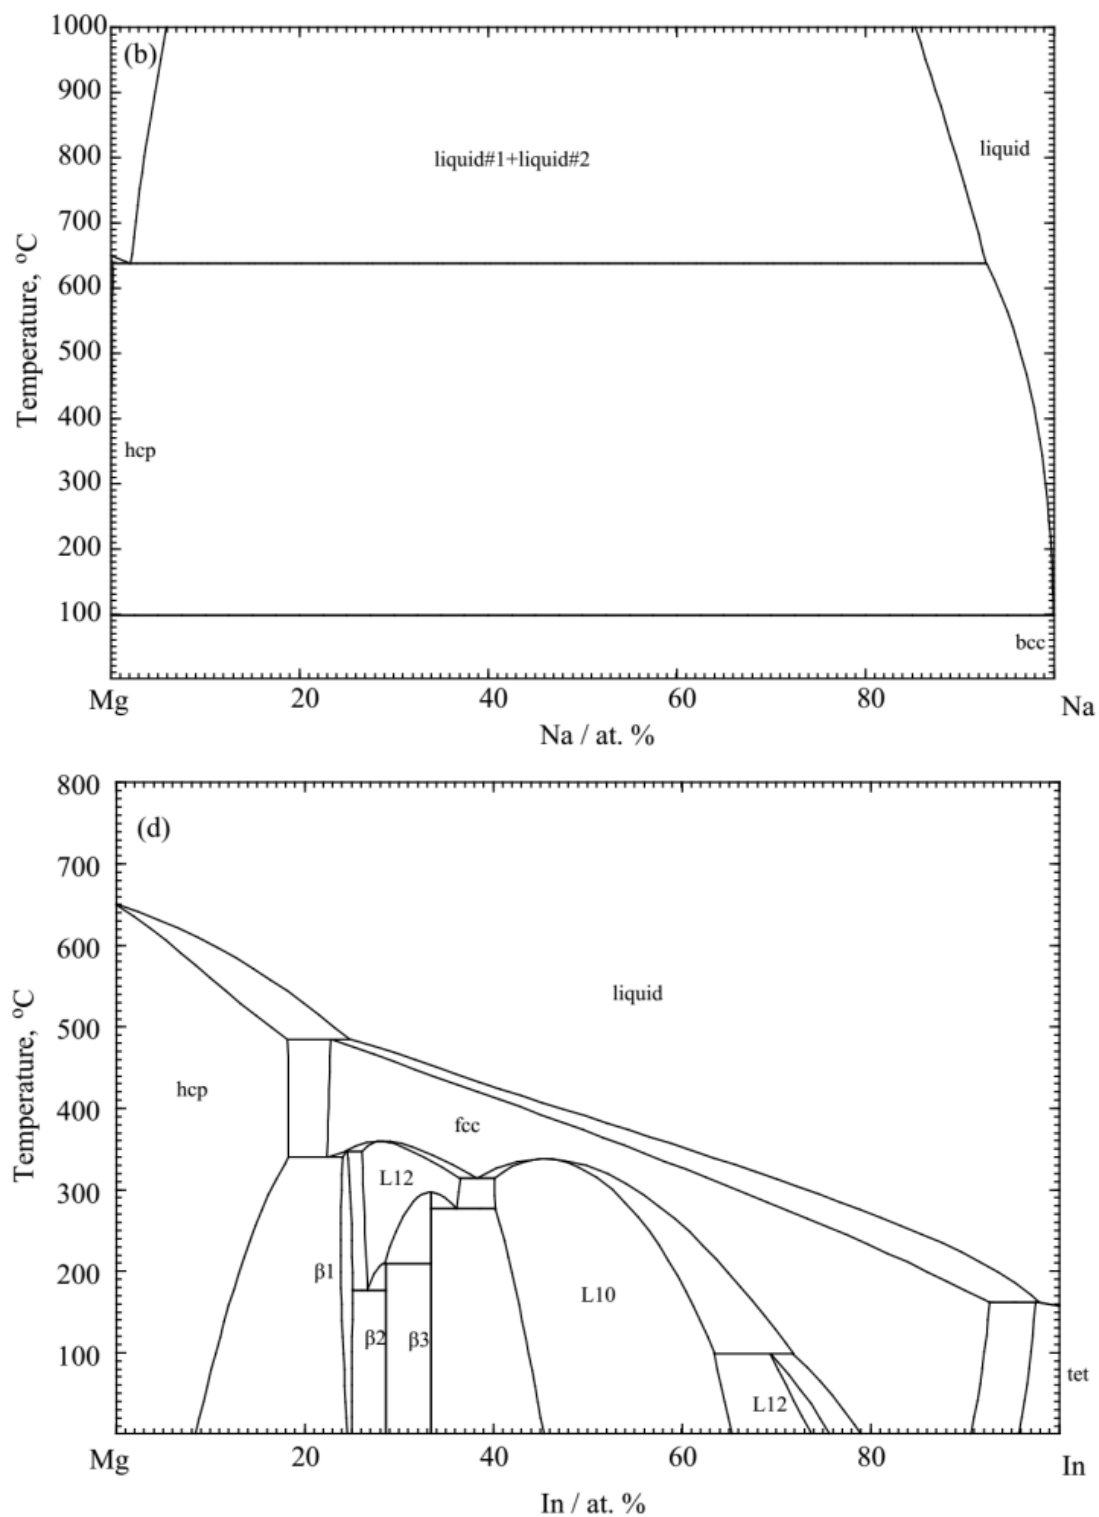 (b)
1000
900
800
700
600
500
400
300
200
100
Temperature, ºC
liquid#1+liquid#2
liquid
hcp
bcc
Mg
20
40
60
80
Na
Na / at. %
(d)
800
700
600
500
400
300
200
100
Temperature, ºC
liquid
hcp
fcc
L12
β1
L10
β2
β3
L12
tet
Mg
20
40
60
80
In
In / at. %